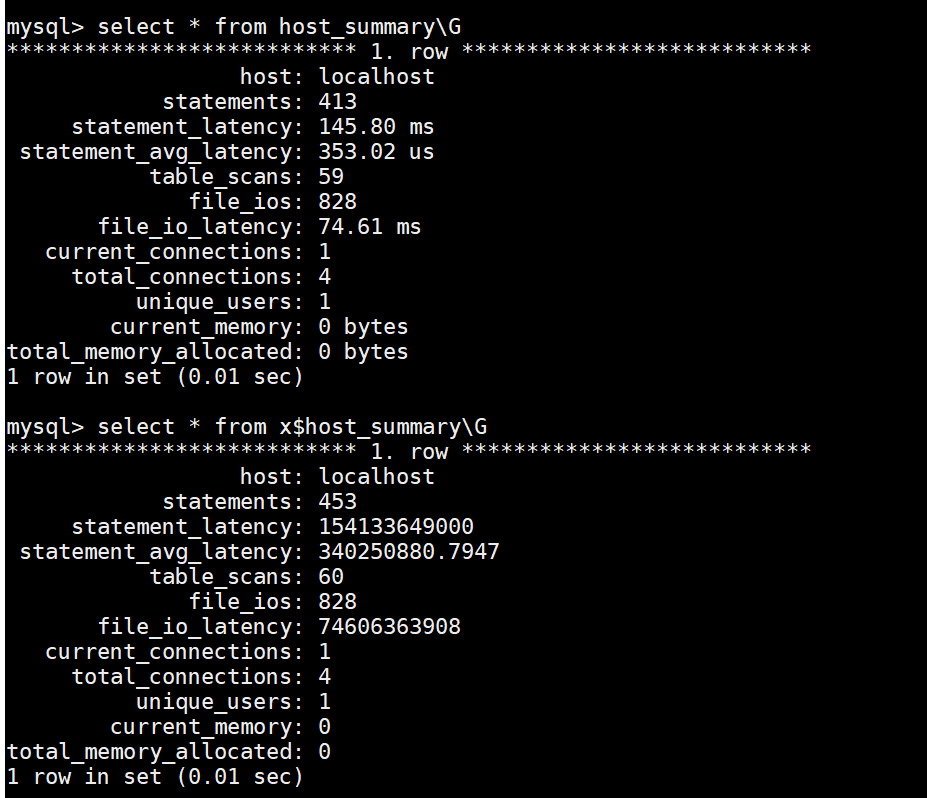 mysql> select * from host_summary\G
*************************** 1. row ***************************
host: localhost
statements: 413
statement_latency: 145.80 ms
statement_avg_latency: 353.02 us
table_scans: 59
file_ios: 828
file_io_latency: 74.61 ms
current_connections: 1
total_connections: 4
unique_users: 1
current_memory: 0 bytes
total_memory_allocated: 0 bytes
1 row in set (0.01 sec)
mysql> select * from x$host_summary\G
*************************** 1. row ***************************
host: localhost
statements: 453
statement_latency: 154133649000
statement_avg_latency: 340250880.7947
table_scans: 60
file_ios: 828
file_io_latency: 74606363908
current_connections: 1
total_connections: 4
unique_users: 1
current_memory: 0
total_memory_allocated: 0
1 row in set (0.01 sec)